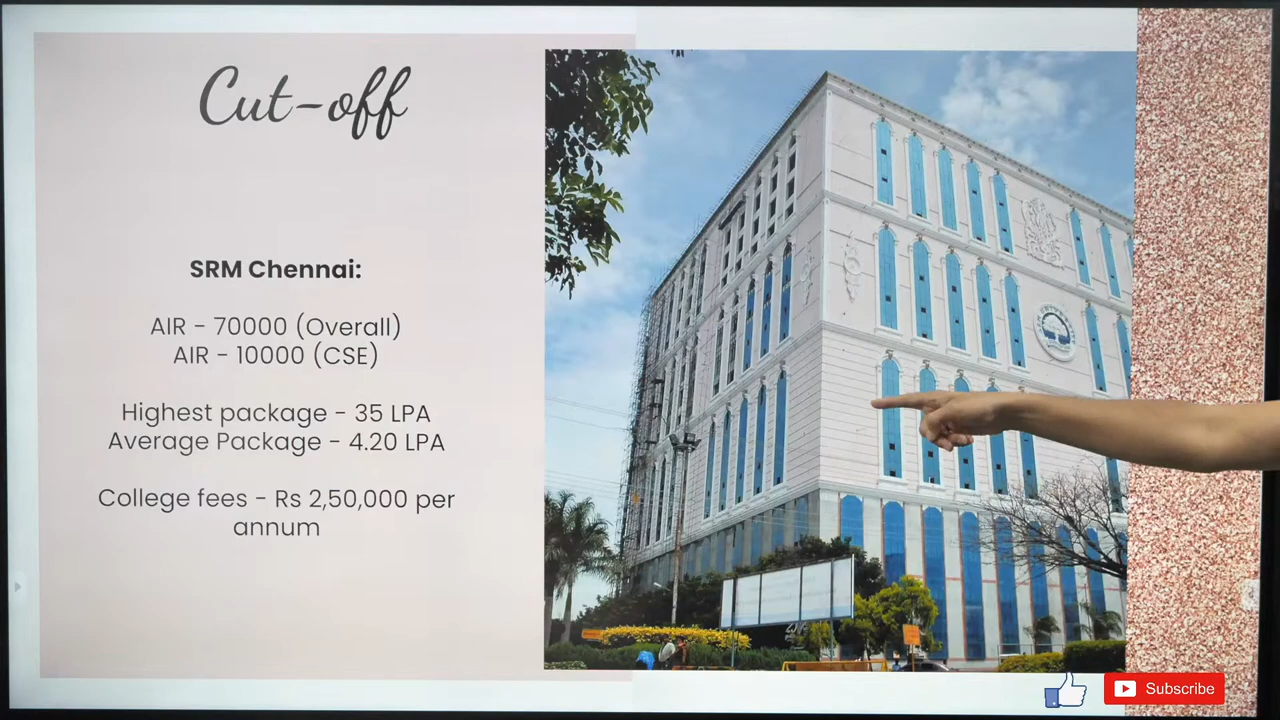 Cut-off
SRM Chennai:
AIR - 70000 (Overall)
AIR - 10000 (CSE)
Highest package - 35 LPA
Average Package - 4.20 LPA
College fees - Rs 2,50,000 per
annum
Subscribe